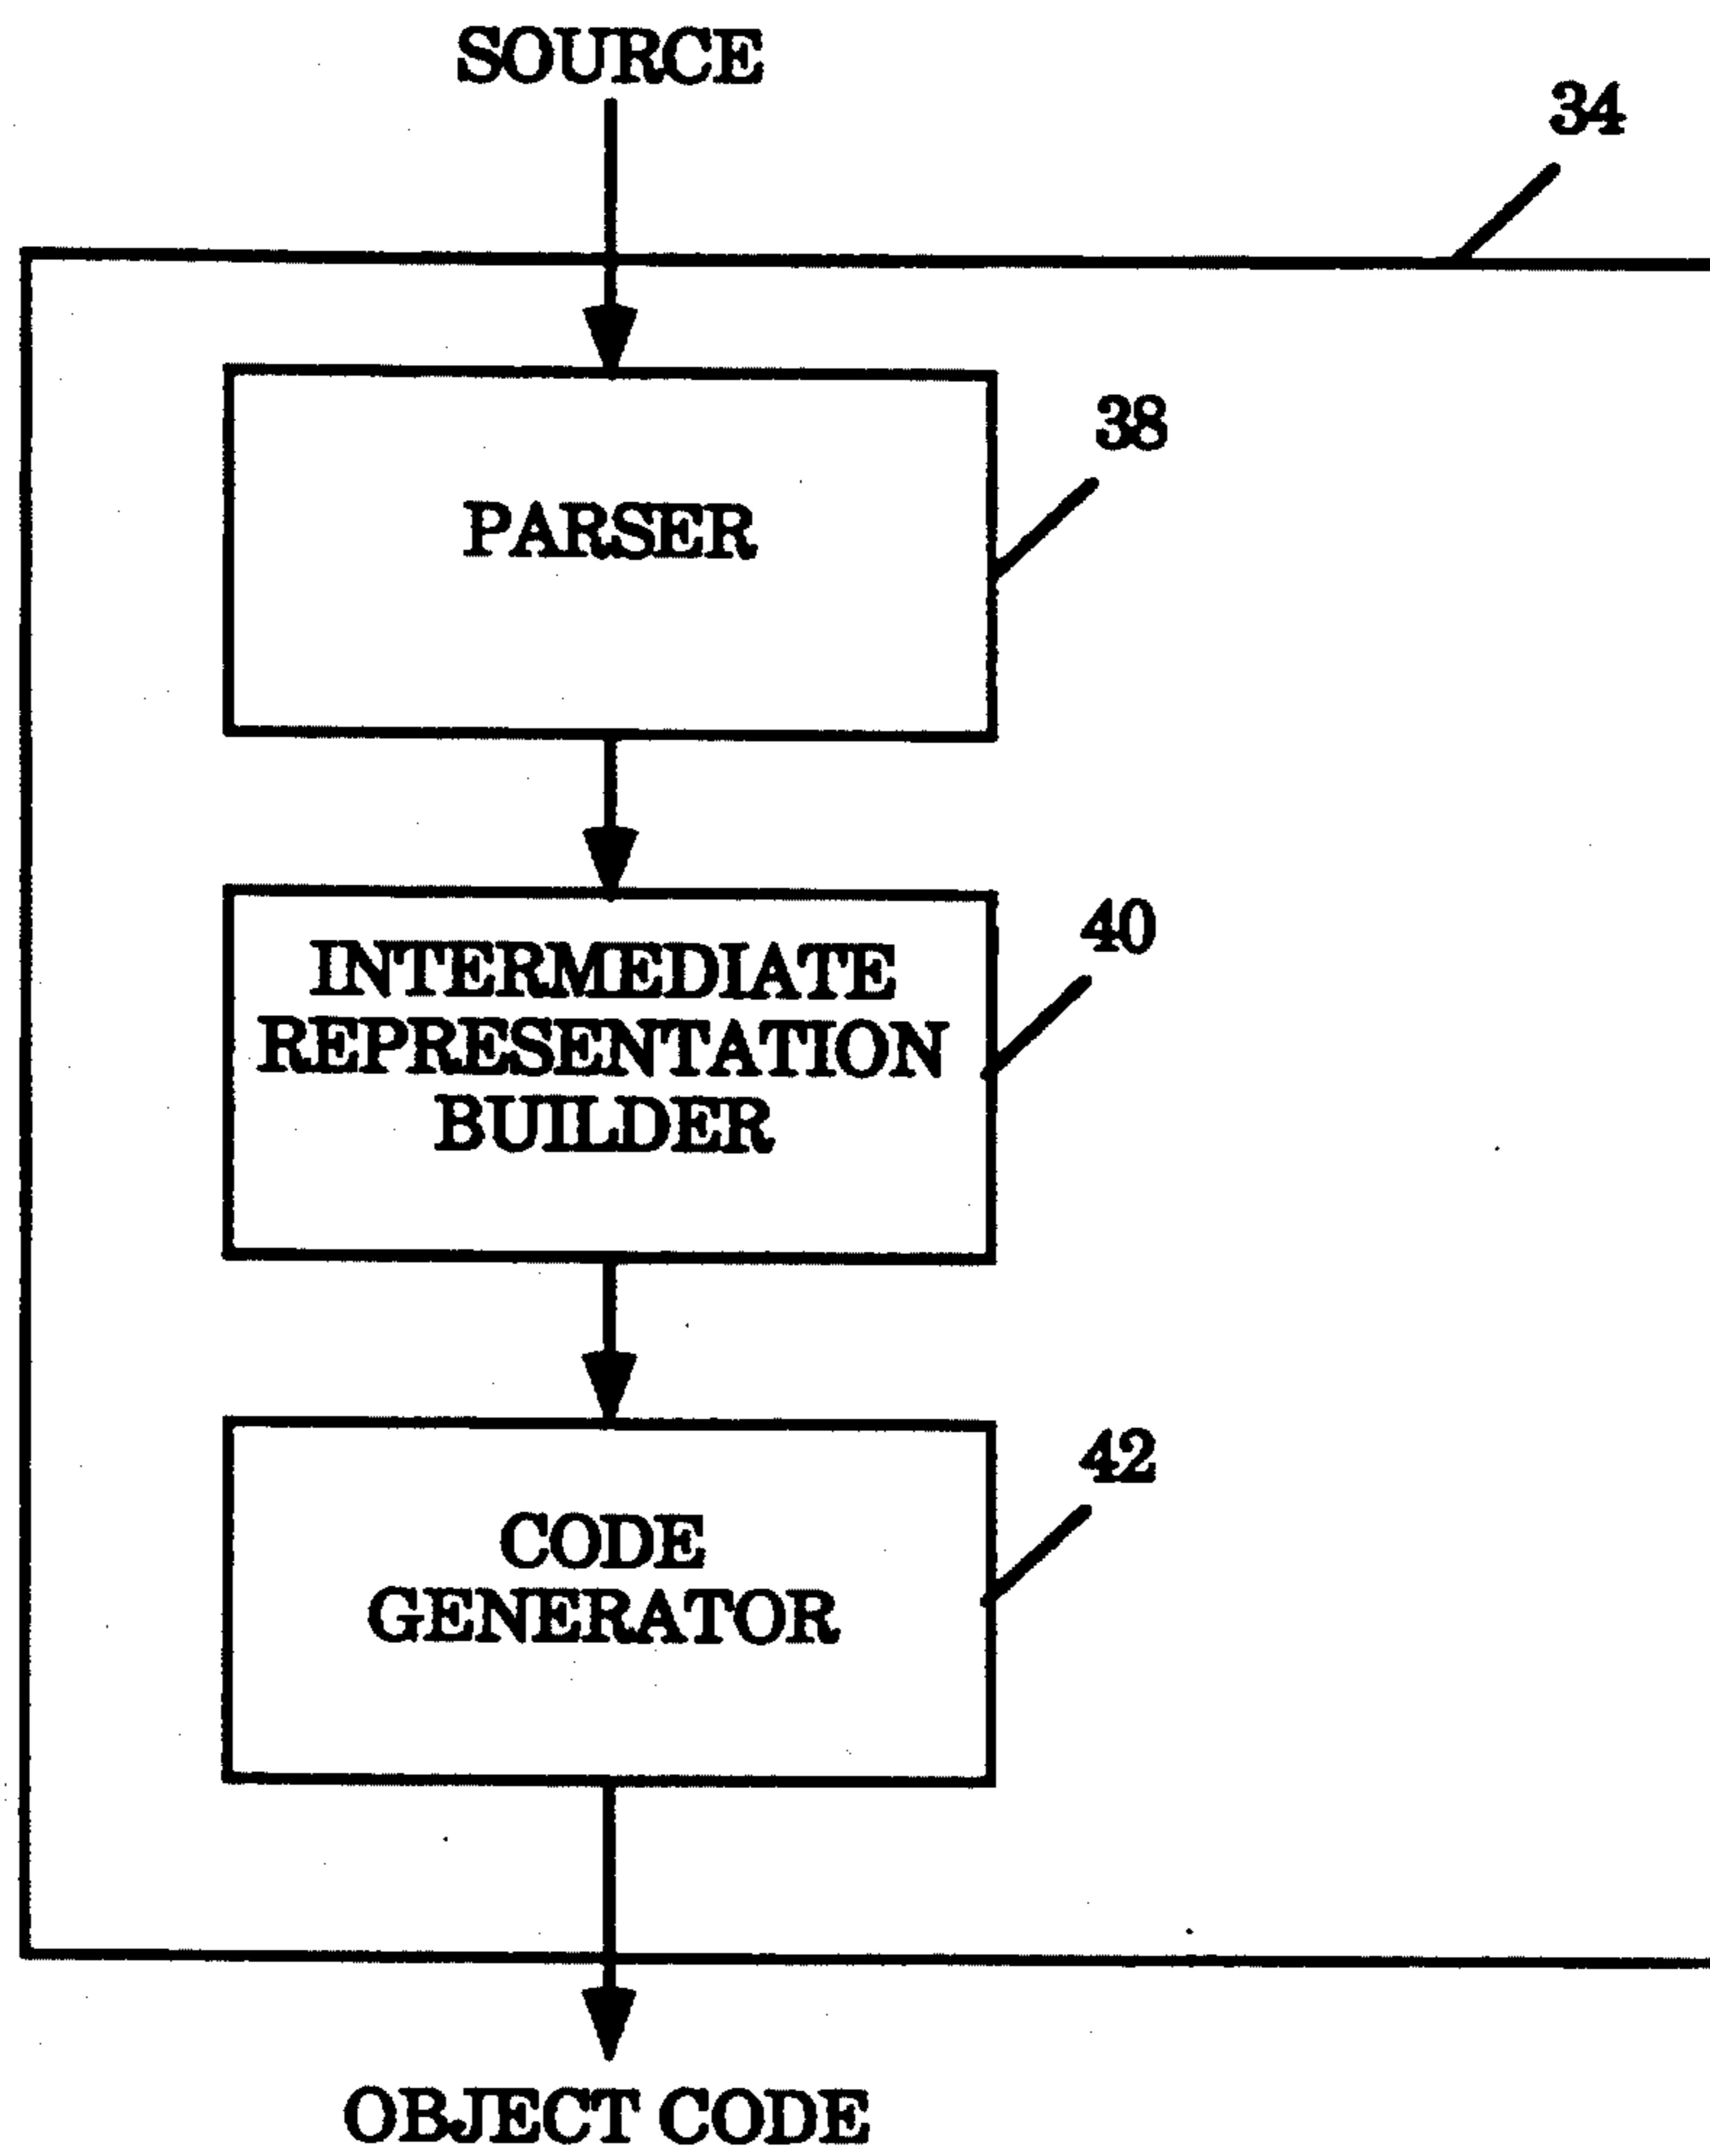 SOURCE
34
38
PARSER
40
INTERMEDIATE
REPRESENTATION
BUILDER
42
CODE
GENERATOR
OBJECT CODE